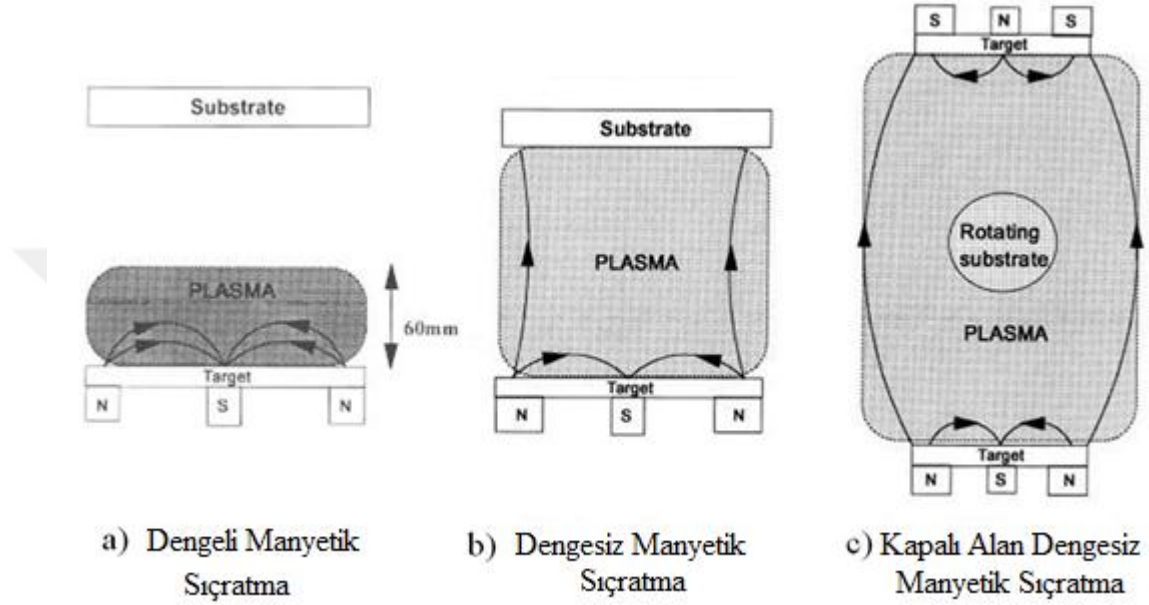 Substrate
PLASMA
60mm
Target
N S N
a) Dengeli Manyetik
Sıçratma
Substrate
PLASMA
Target
N S N
b) Dengesiz Manyetik
Sıçratma
S N S
Target
Rotating
substrate
PLASMA
Target
N S N
c) Kapalı Alan Dengesiz
Manyetik Sıçratma